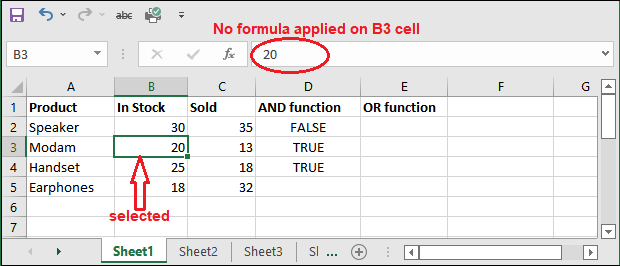 abc
No formula applied on B3 cell
B3 fx 20
A B C D E F G
1 Product In Stock Sold AND function OR function
2 Speaker 30 35 FALSE
3 Modam 20 13 TRUE
4 Handset 25 18 TRUE
5 Earphones 18 32
6
selected
7
Sheet1 Sheet2 Sheet3 Sl ...